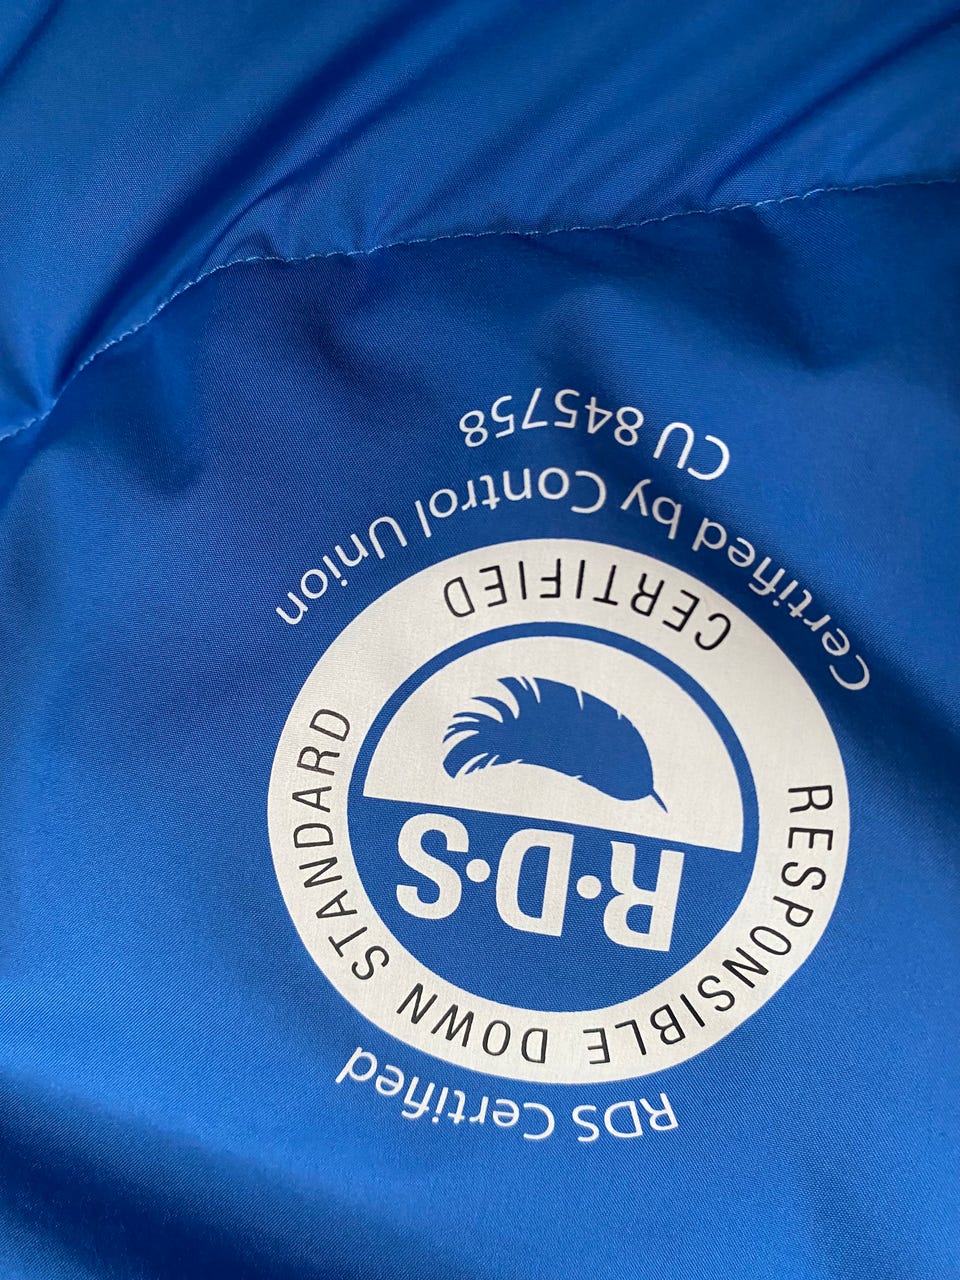 RDS Certified
RESPONSIBLE DOWN STANDARD
R·D·S
CERTIFIED
Certified by Control Union
CU 845758